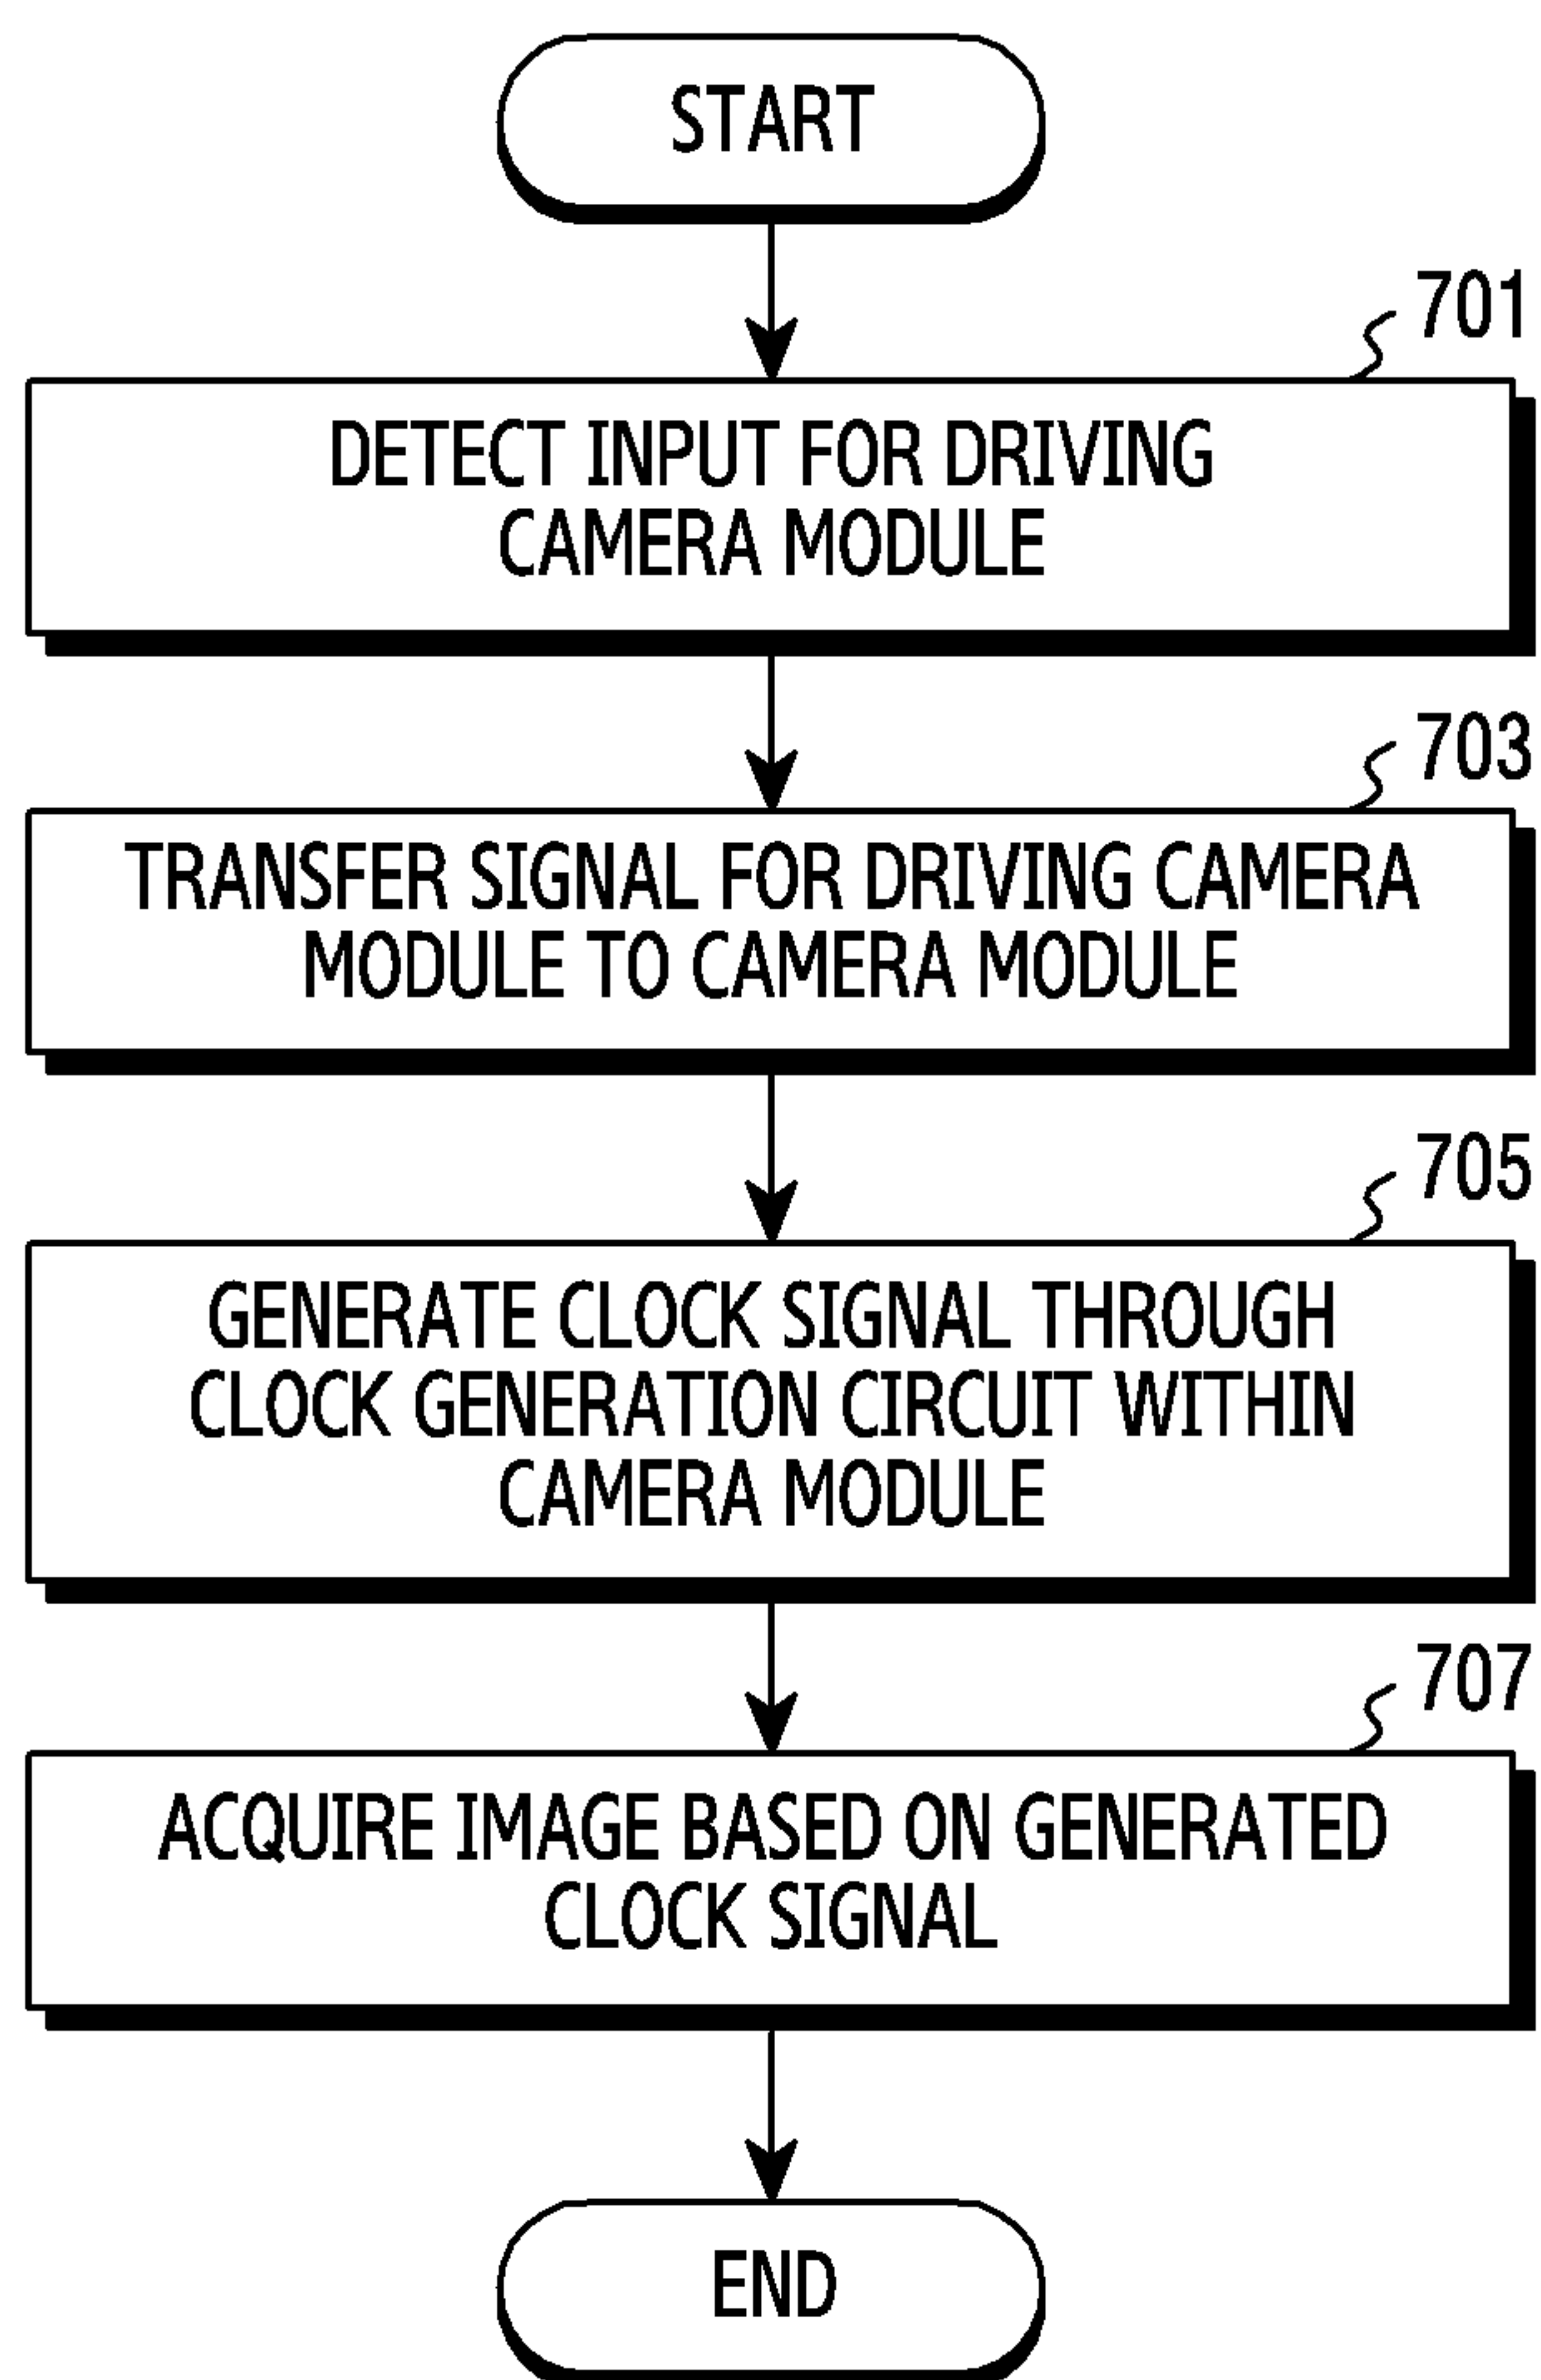 START
701
DETECT INPUT FOR DRIVING
CAMERA MODULE
703
TRANSFER SIGNAL FOR DRIVING CAMERA
MODULE TO CAMERA MODULE
705
GENERATE CLOCK SIGNAL THROUGH
CLOCK GENERATION CIRCUIT WITHIN
CAMERA MODULE
707
ACQUIRE IMAGE BASED ON GENERATED
CLOCK SIGNAL
END